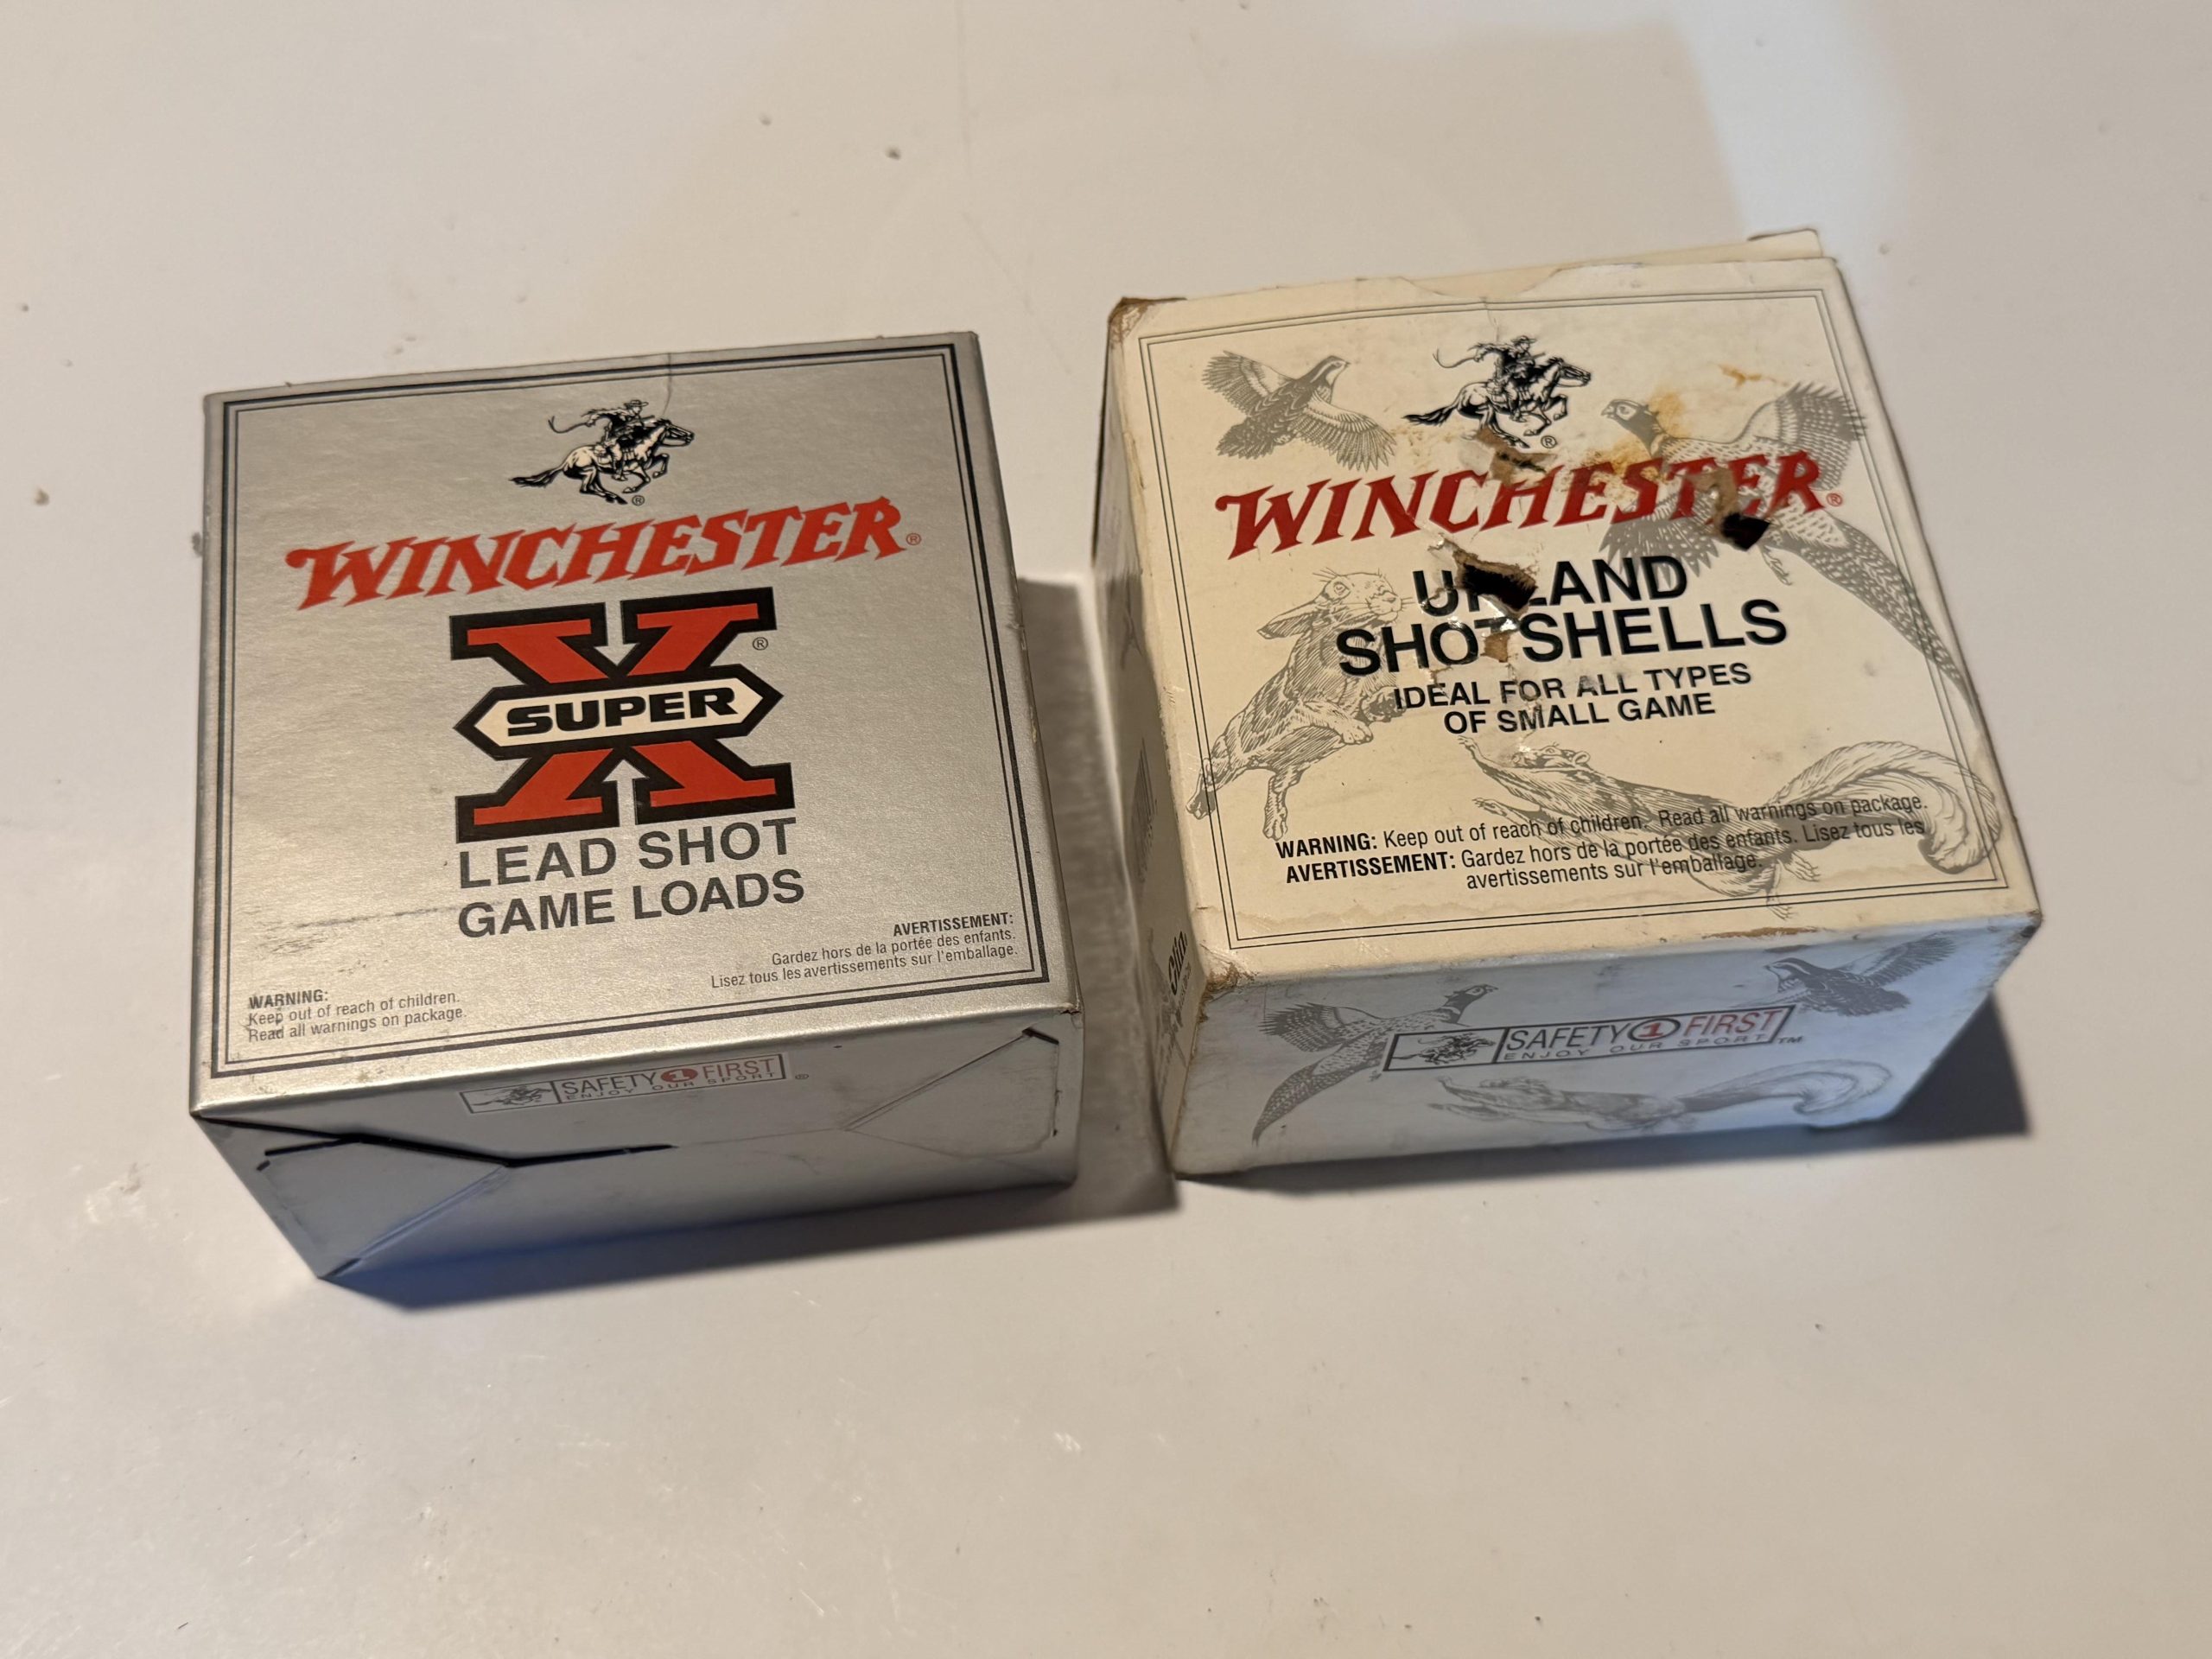 WINCHESTER®
X®
SUPER
LEAD SHOT
GAME LOADS
WARNING:
Keep out of reach of children.
Read all warnings on package.
AVERTISSEMENT:
Gardez hors de la portée des enfants.
Lisez tous les avertissements sur l'emballage.
SAFETY 1 FIRST®
ENJOY OUR SPORT
®
WINCHESTER®
UPLAND
SHOTSHELLS
IDEAL FOR ALL TYPES
OF SMALL GAME
WARNING: Keep out of reach of children. Read all warnings on package.
AVERTISSEMENT: Gardez hors de la portée des enfants. Lisez tous les
avertissements sur l'emballage.
SAFETY 1 FIRST™
ENJOY OUR SPORT